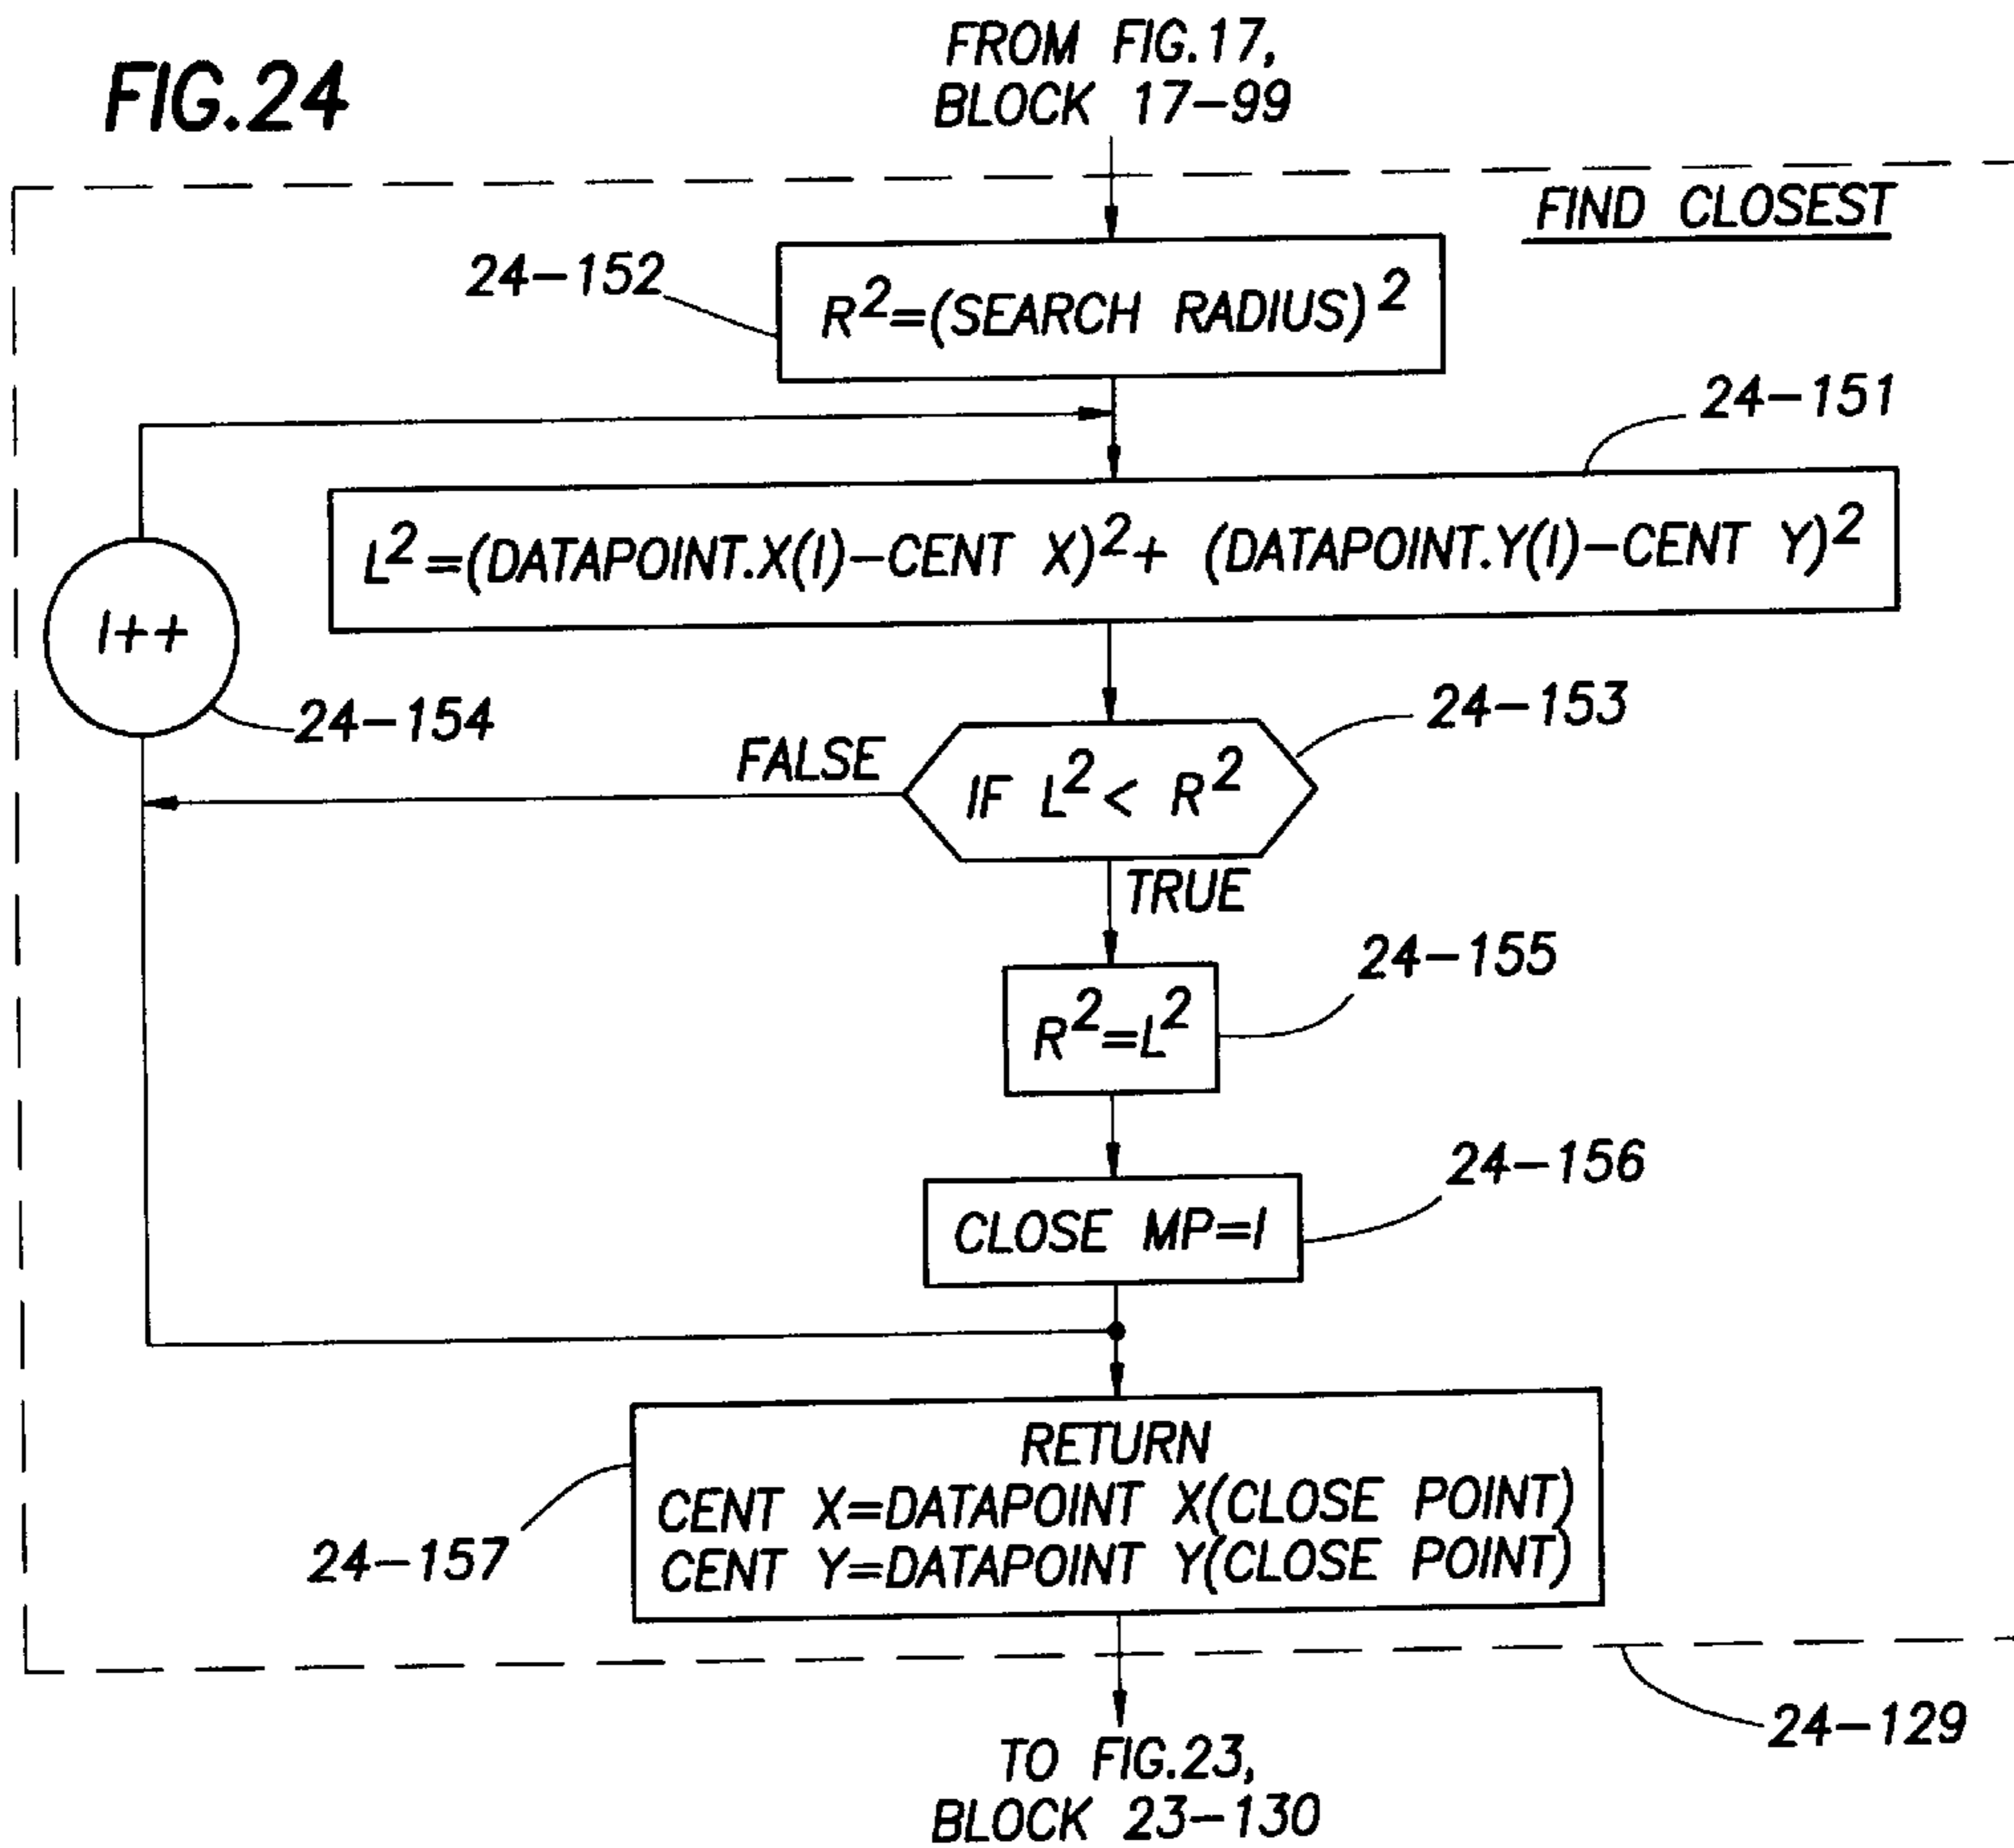 FIG.24
FROM FIG.17,
BLOCK 17-99
FIND CLOSEST
24-152
R²=(SEARCH RADIUS)²
24-151
L²=(DATAPOINT.X(I)-CENT X)²+ (DATAPOINT.Y(I)-CENT Y)²
I++
24-154
24-153
FALSE
IF L²< R²
TRUE
24-155
R²=L²
24-156
CLOSE MP=I
RETURN
CENT X=DATAPOINT X(CLOSE POINT)
CENT Y=DATAPOINT Y(CLOSE POINT)
24-157
24-129
TO FIG.23,
BLOCK 23-130